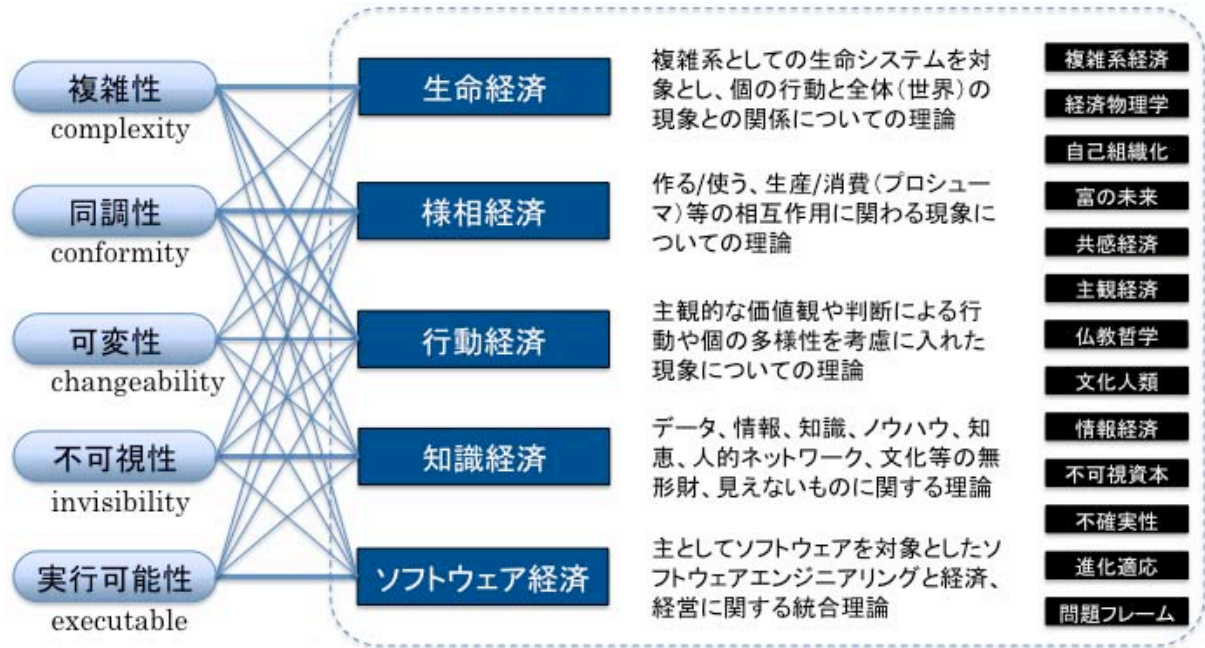 複雑性
complexity
同調性
conformity
可変性
changeability
不可視性
invisibility
実行可能性
executable
生命経済
複雑系としての生命システムを対
象とし、個の行動と全体(世界)の
現象との関係についての理論
様相経済
作る/使う、生産/消費(プロシュー
マ)等の相互作用に関わる現象に
ついての理論
行動経済
主観的な価値観や判断による行
動や個の多様性を考慮に入れた
現象についての理論
知識経済
データ、情報、知識、ノウハウ、知
恵、人的ネットワーク、文化等の無
形財、見えないものに関する理論
ソフトウェア経済
主としてソフトウェアを対象としたソ
フトウェアエンジニアリングと経済、
経営に関する統合理論
複雑系経済
経済物理学
自己組織化
富の未来
共感経済
主観経済
仏教哲学
文化人類
情報経済
不可視資本
不確実性
進化適応
問題フレーム